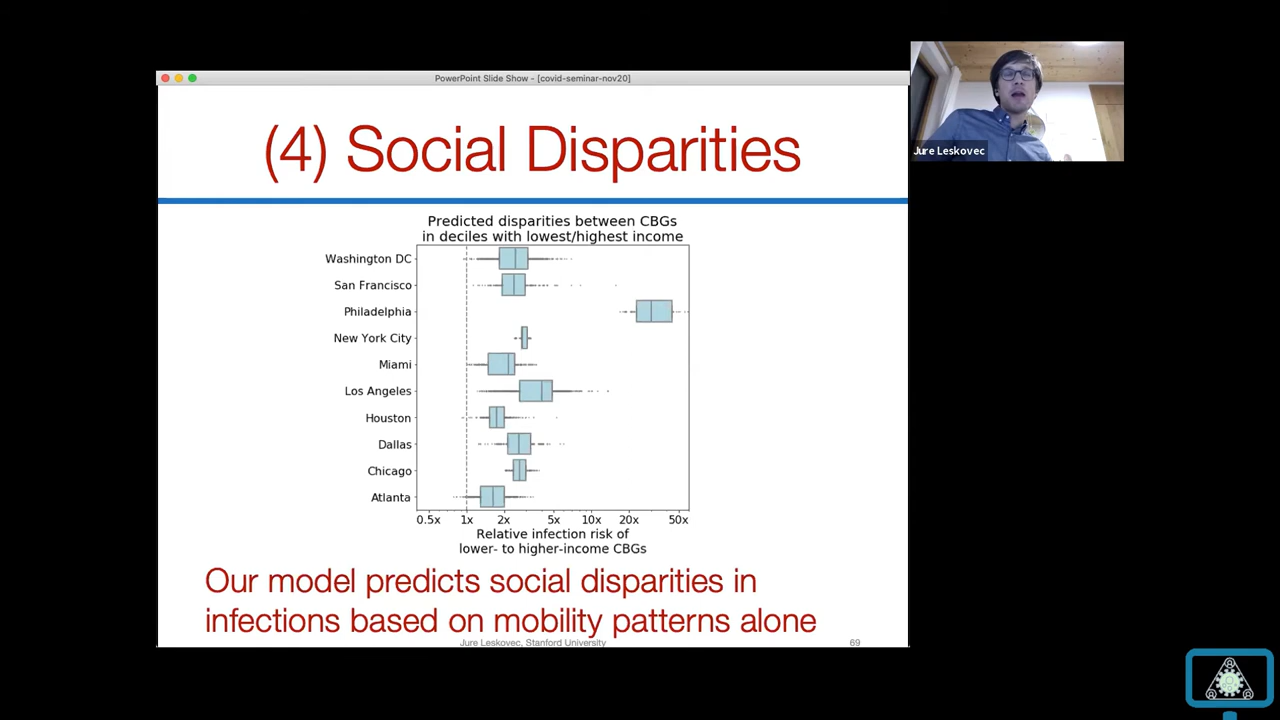 PowerPoint Slide Show - [covid-seminar-nov20]
Jure Leskovec
(4) Social Disparities
Predicted disparities between CBGs
in deciles with lowest/highest income
Washington DC
San Francisco
Philadelphia
New York City
Miami
Los Angeles
Houston
Dallas
Chicago
Atlanta
0.5x 1x 2x 5x 10x 20x 50x
Relative infection risk of
lower- to higher-income CBGs
Our model predicts social disparities in
infections based on mobility patterns alone
Jure Leskovec, Stanford University
69